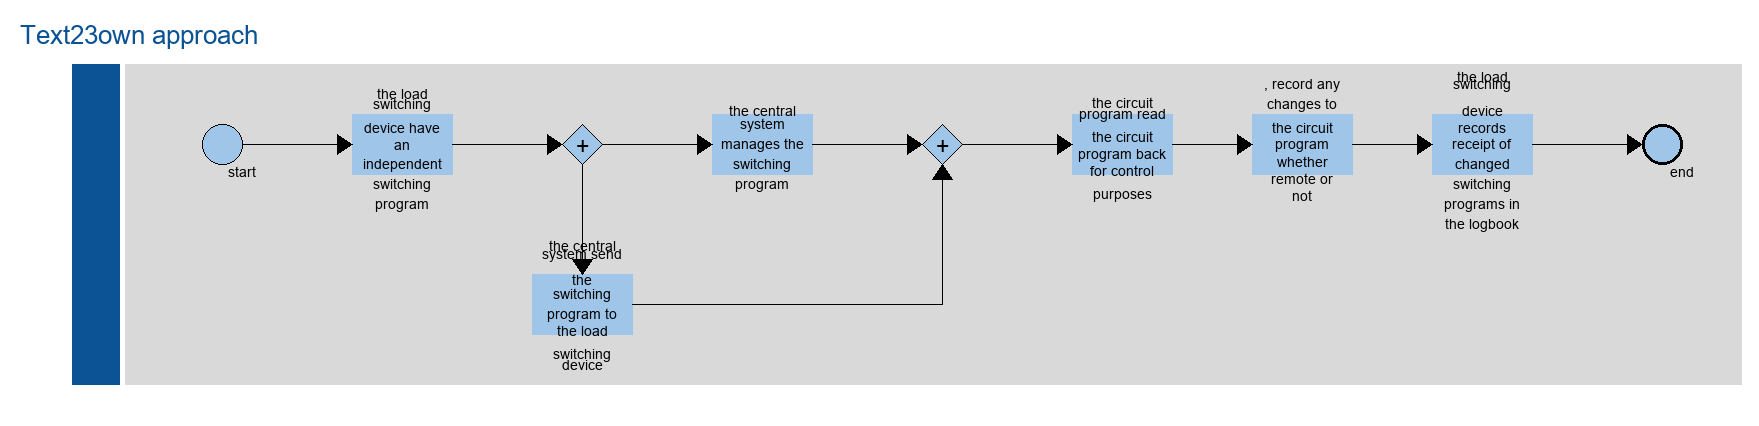 Text23own approach
start
the load
switching
device have
an
independent
switching
program
+
the central
system
manages the
switching
program
the central
system send
the
switching
program to
the load
switching
device
+
the circuit
program read
the circuit
program back
for control
purposes
, record any
changes to
the circuit
program
whether
remote or
not
the load
switching
device
records
receipt of
changed
switching
programs in
the logbook
end